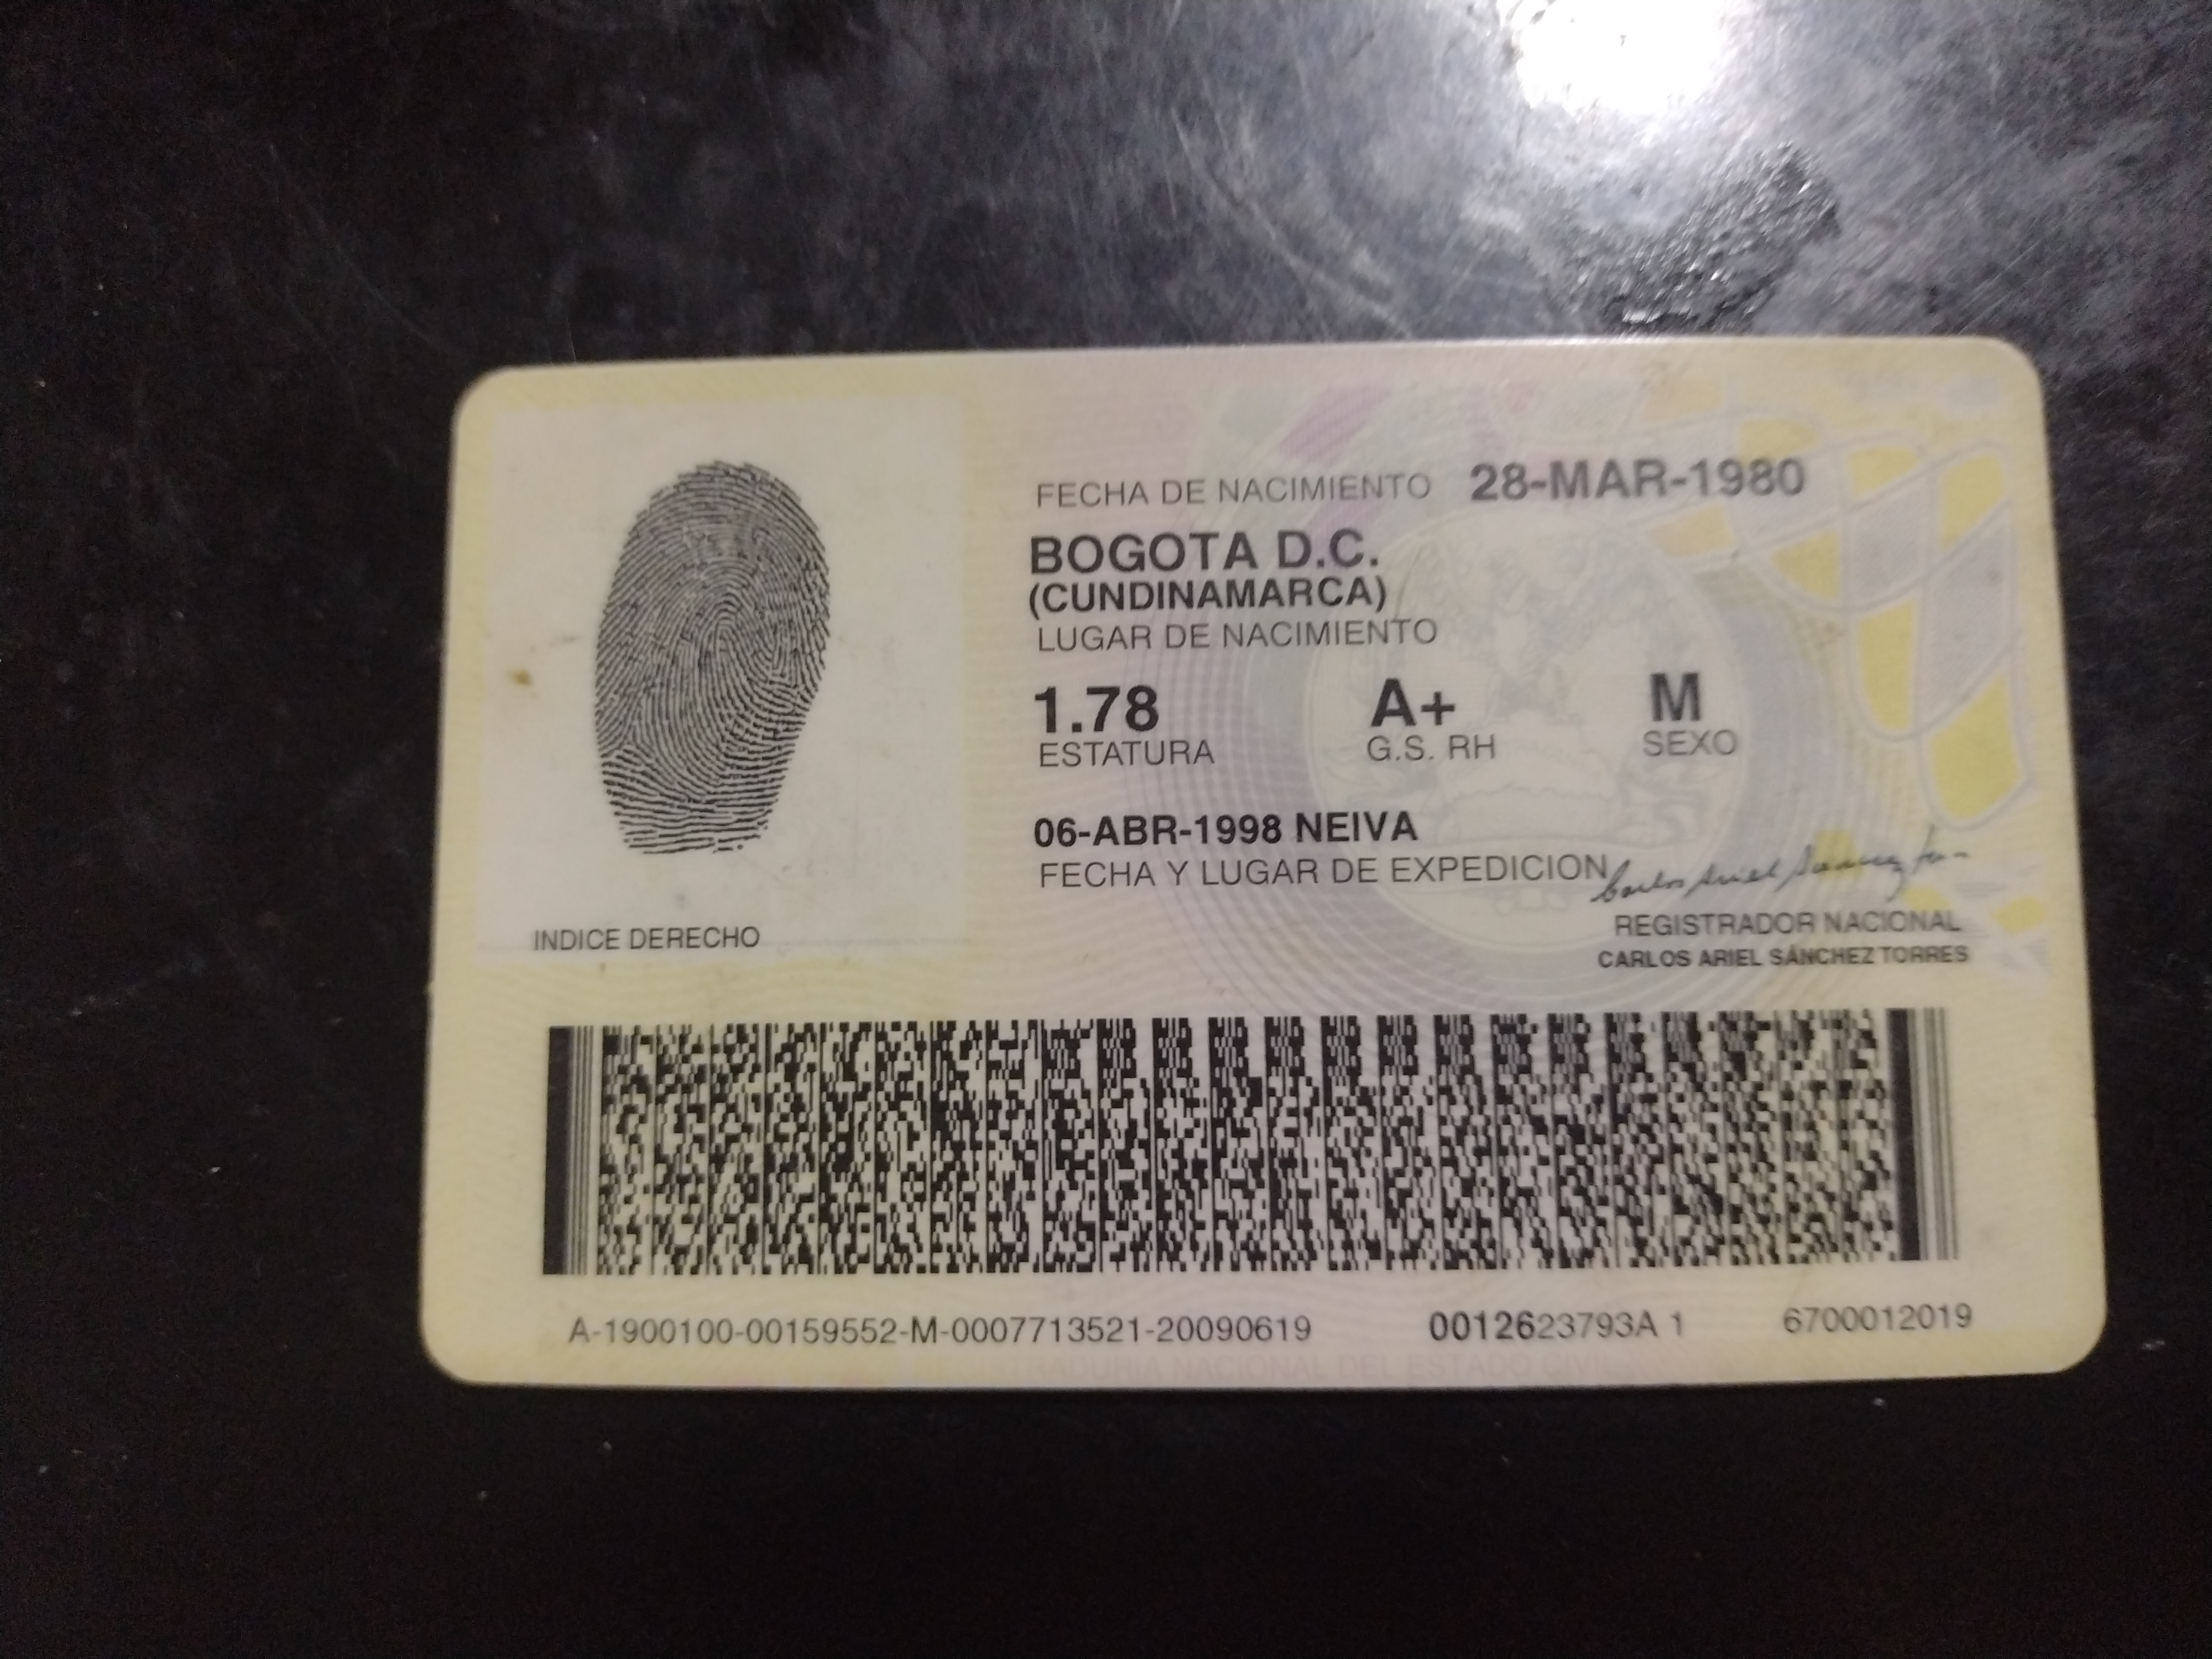 FECHA DE NACIMIENTO 28-MAR-1980
BOGOTA D.C.
(CUNDINAMARCA)
LUGAR DE NACIMIENTO
1.78 A+ M
ESTATURA G.S. RH SEXO
06-ABR-1998 NEIVA
FECHA Y LUGAR DE EXPEDICION
INDICE DERECHO
REGISTRADOR NACIONAL
CARLOS ARIEL SÁNCHEZ TORRES
A-1900100-00159552-M-0007713521-20090619 0012623793A 1 6700012019